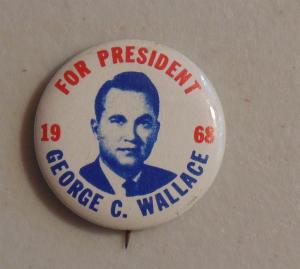 FOR PRESIDENT
19 68
GEORGE C. WALLACE